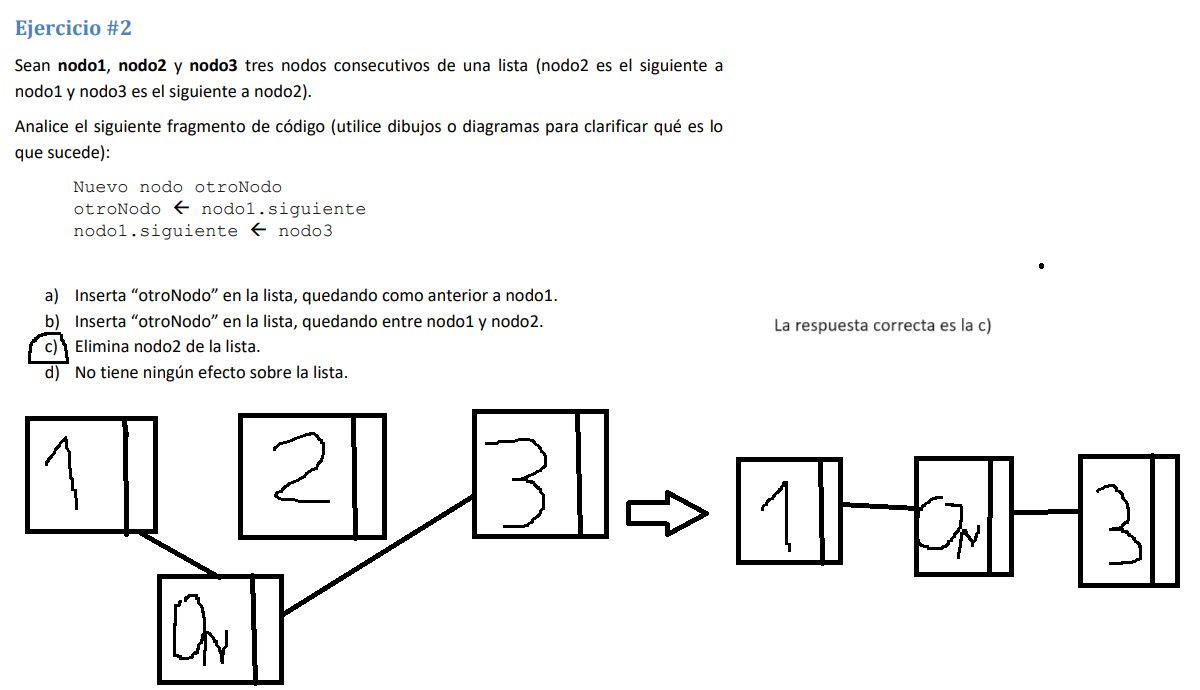 Ejercicio #2
Sean nodo1, nodo2 y nodo3 tres nodos consecutivos de una lista (nodo2 es el siguiente a
nodo1 y nodo3 es el siguiente a nodo2).
Analice el siguiente fragmento de código (utilice dibujos o diagramas para clarificar qué es lo
que sucede):
Nuevo nodo otroNodo
otroNodo ← nodo1.siguiente
nodo1.siguiente ← nodo3
a) Inserta “otroNodo” en la lista, quedando como anterior a nodo1.
b) Inserta “otroNodo” en la lista, quedando entre nodo1 y nodo2.
c) Elimina nodo2 de la lista.
d) No tiene ningún efecto sobre la lista.
La respuesta correcta es la c)
1 2 3
ON
1 ON 3